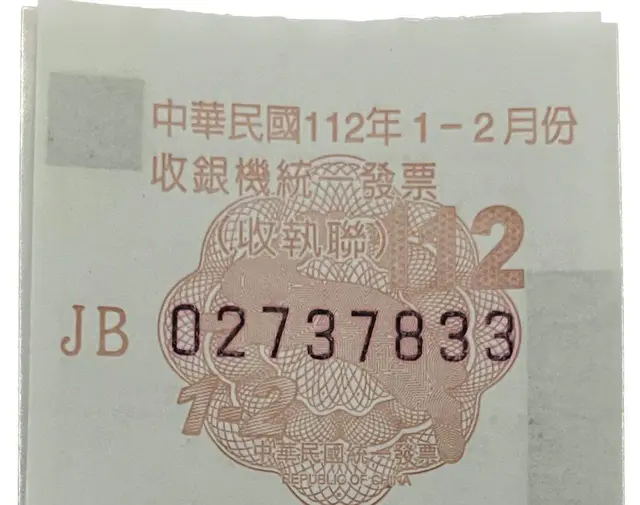 中華民國112年1-2月份
收銀機統一發票
(收執聯)
112
JB 02737833
1-2
中華民國統一發票
REPUBLIC OF CHINA